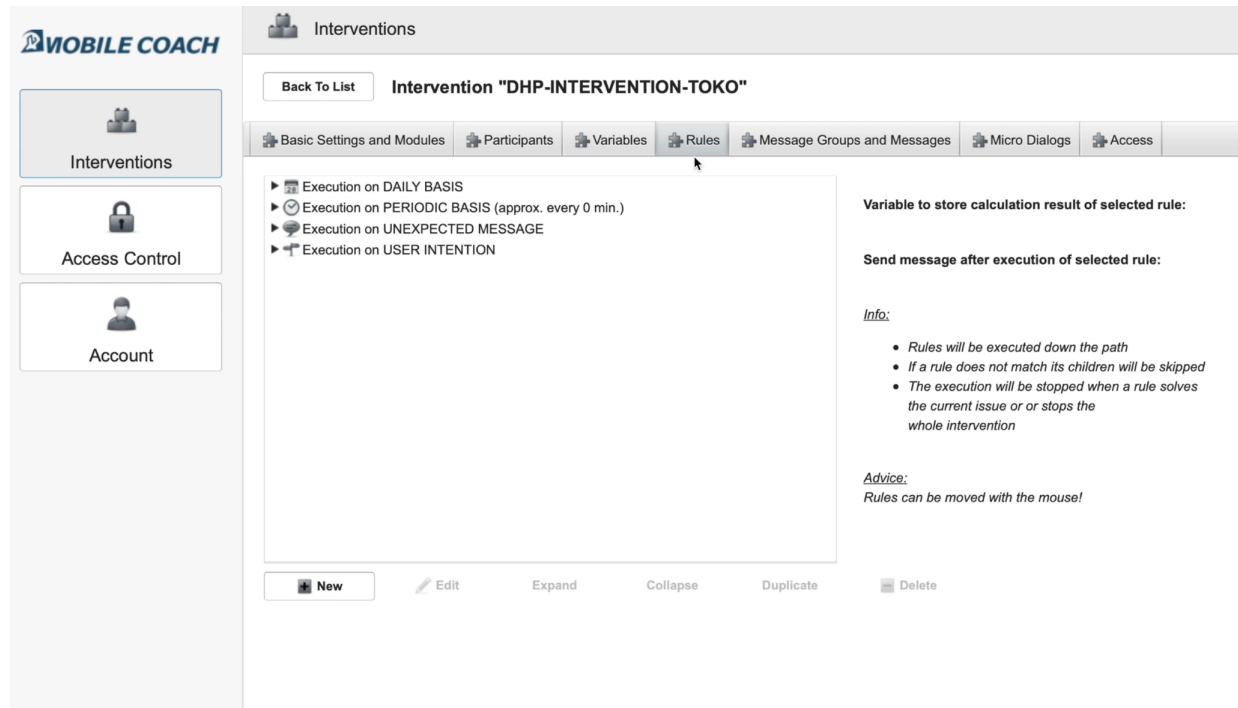 MOBILE COACH
Interventions
Access Control
Account
Interventions
Back To List
Intervention "DHP-INTERVENTION-TOKO"
Basic Settings and Modules
Participants
Variables
Rules
Message Groups and Messages
Micro Dialogs
Access
Execution on DAILY BASIS
Execution on PERIODIC BASIS (approx. every 0 min.)
Execution on UNEXPECTED MESSAGE
Execution on USER INTENTION
Variable to store calculation result of selected rule:
Send message after execution of selected rule:
Info:
Rules will be executed down the path
If a rule does not match its children will be skipped
The execution will be stopped when a rule solves
the current issue or or stops the
whole intervention
Advice:
Rules can be moved with the mouse!
New
Edit
Expand
Collapse
Duplicate
Delete